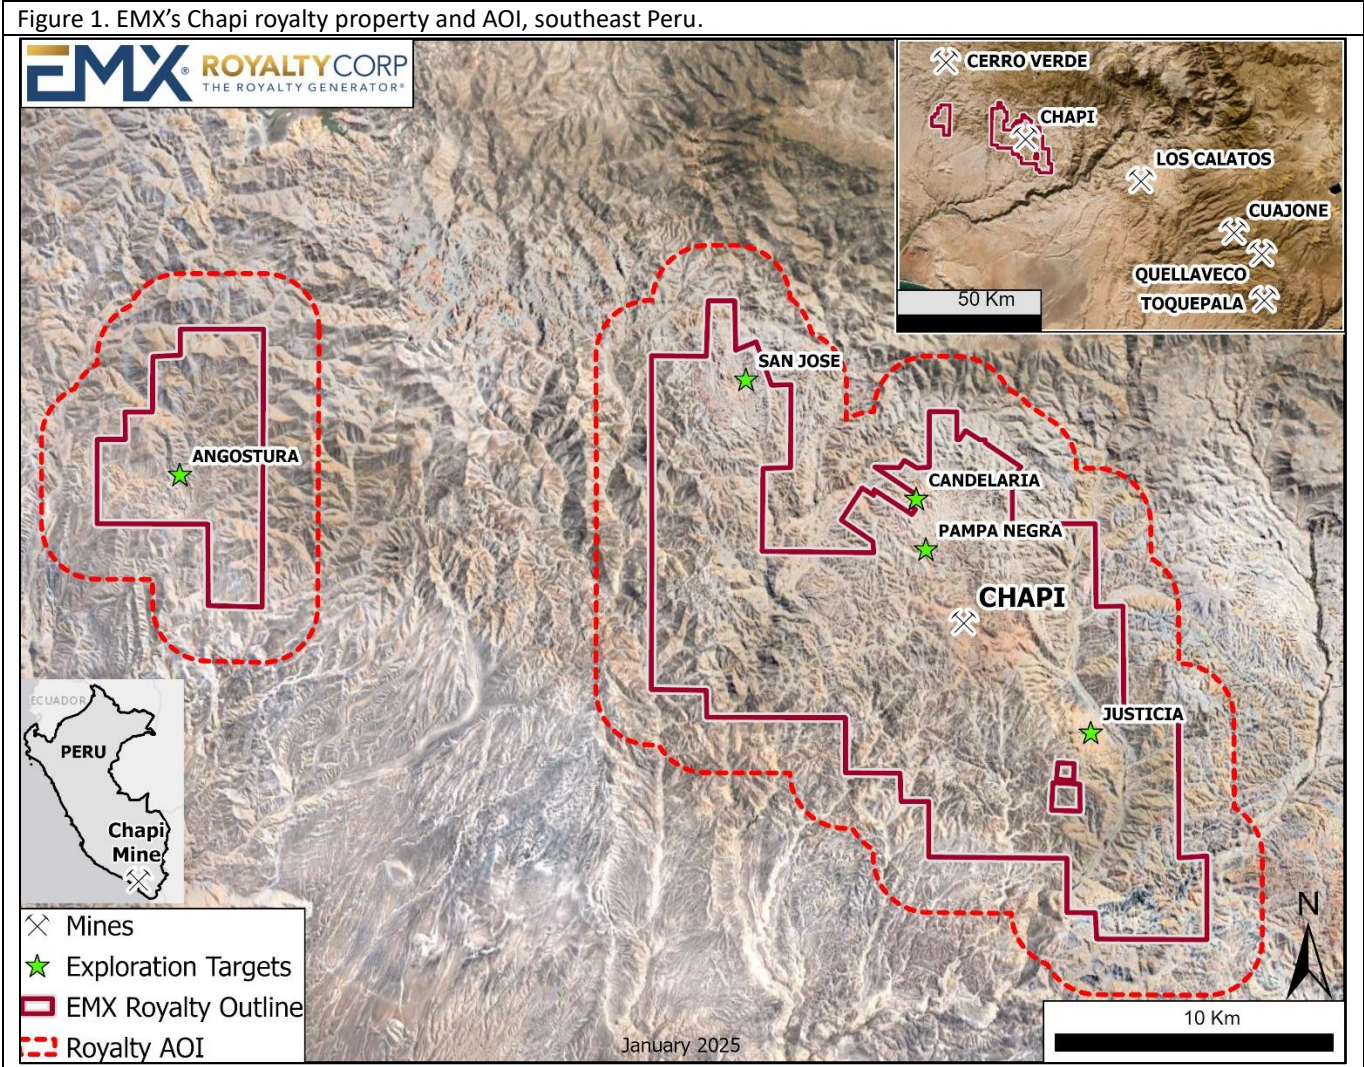 Figure 1. EMX's Chapi royalty property and AOI, southeast Peru.
EMX® ROYALTYCORP
THE ROYALTY GENERATOR®
CERRO VERDE
CHAPI
LOS CALATOS
CUAJONE
QUELLAVECO
TOQUEPALA
50 Km
SAN JOSE
ANGOSTURA
CANDELARIA
PAMPA NEGRA
CHAPI
JUSTICIA
ECUADOR
PERU
Chapi
Mine
Mines
Exploration Targets
EMX Royalty Outline
Royalty AOI
January 2025
N
10 Km